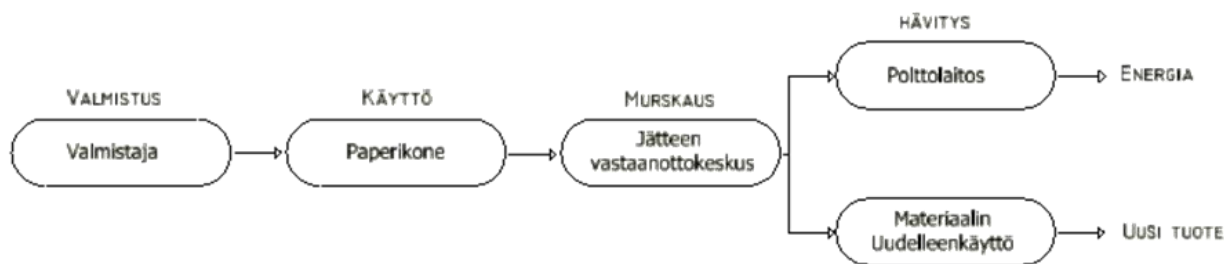 HÄVITYS
Polttolaitos
ENERGIA
VALMISTUS
KÄYTTÖ
MURSKAUS
Valmistaja
Paperikone
Jätteen
vastaanottokeskus
Materiaalin
Uudelleenkäyttö
UUSI TUOTE